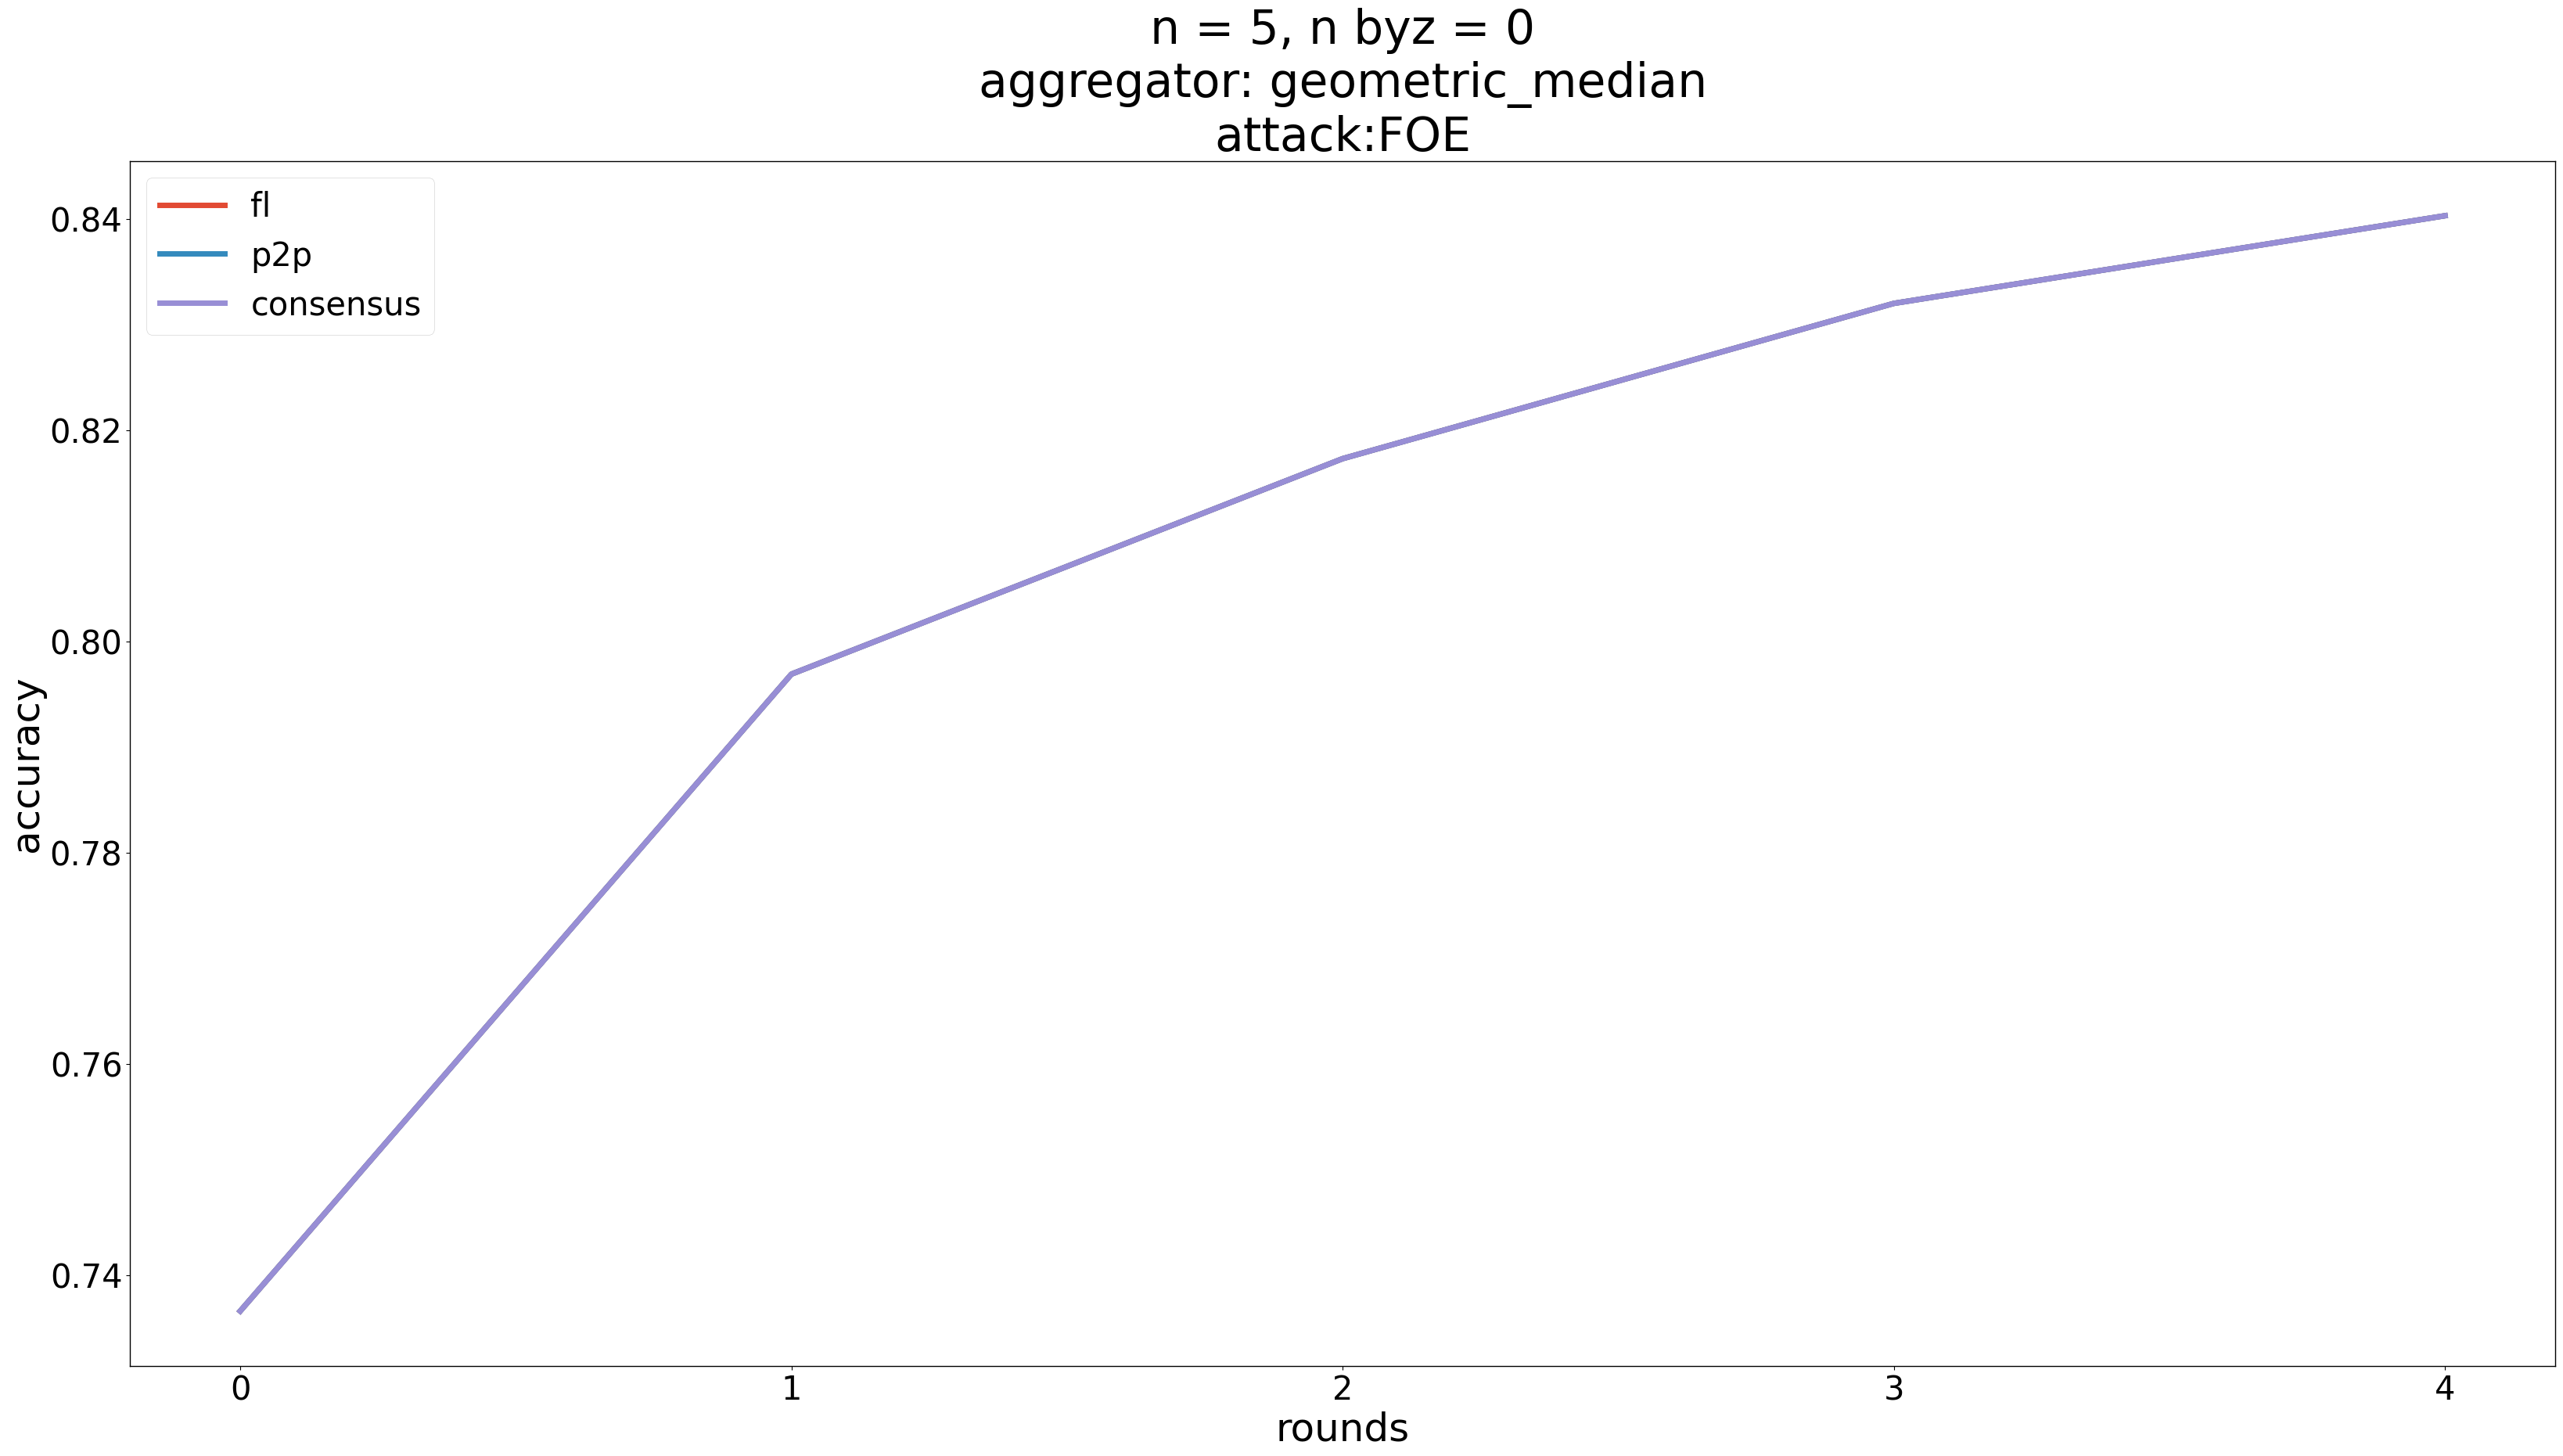 n = 5, n byz = 0
aggregator: geometric_median
attack:FOE
fl
p2p
consensus
0.84
0.82
0.80
0.78
0.76
0.74
accuracy
0 1 2 3 4
rounds